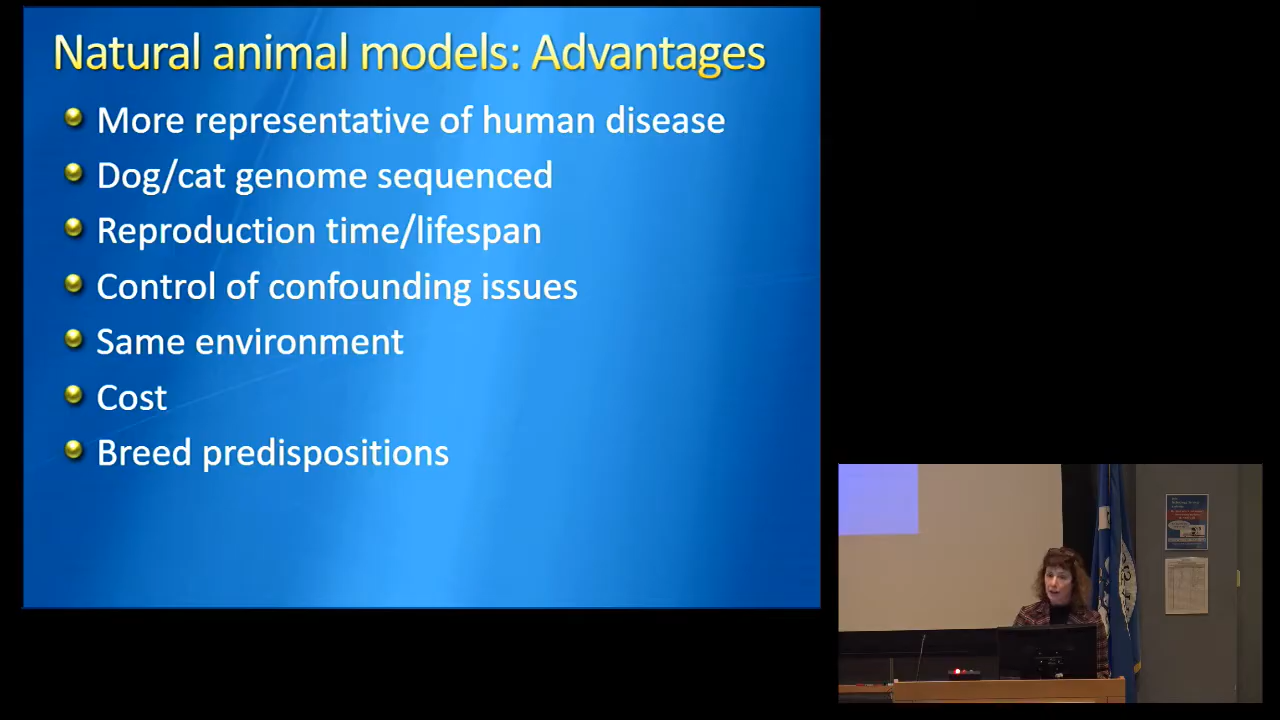 Natural animal models: Advantages
More representative of human disease
Dog/cat genome sequenced
Reproduction time/lifespan
Control of confounding issues
Same environment
Cost
Breed predispositions